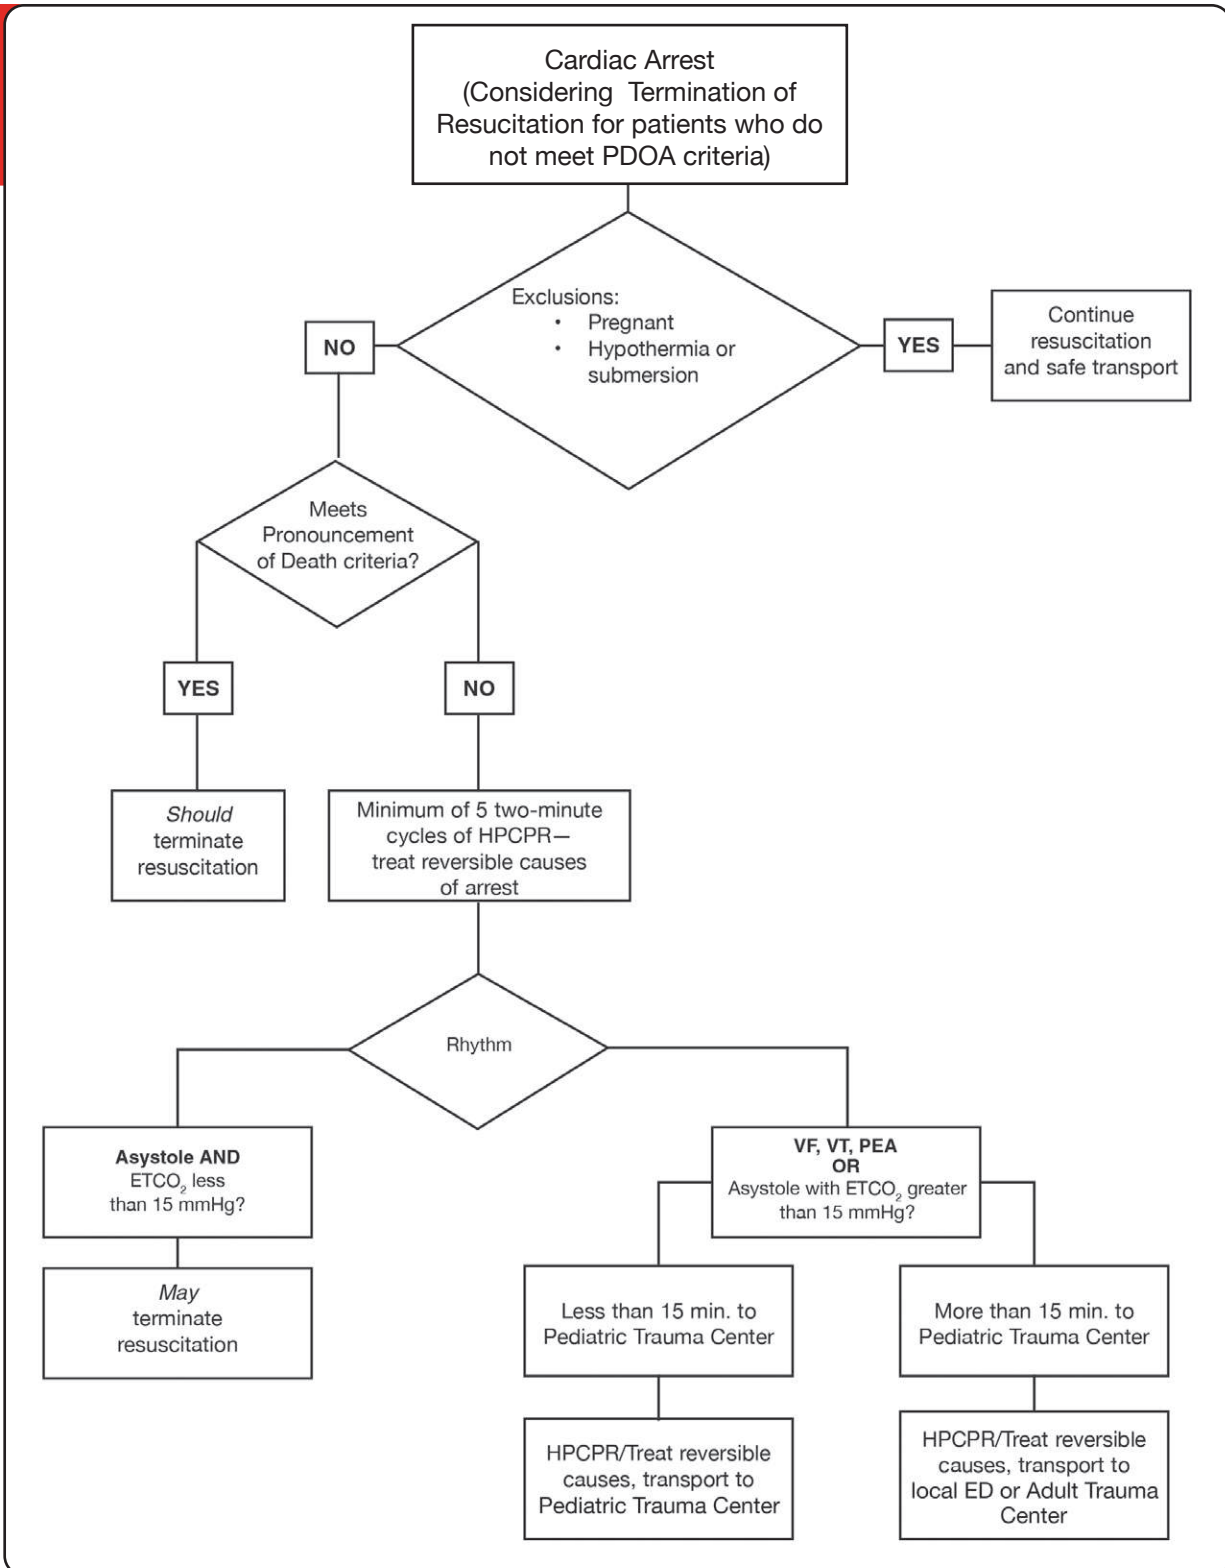 Cardiac Arrest
(Considering  Termination of
Resucitation for patients who do
not meet PDOA criteria)
Exclusions:
• Pregnant
• Hypothermia or
submersion
NO
YES
Continue
resuscitation
and safe transport
Meets
Pronouncement
of Death criteria?
YES
NO
Should
terminate
resuscitation
Minimum of 5 two-minute
cycles of HPCPR—
treat reversible causes
of arrest
Rhythm
Asystole AND
ETCO₂ less
than 15 mmHg?
May
terminate
resuscitation
VF, VT, PEA
OR
Asystole with ETCO₂ greater
than 15 mmHg?
Less than 15 min. to
Pediatric Trauma Center
More than 15 min. to
Pediatric Trauma Center
HPCPR/Treat reversible
causes, transport to
Pediatric Trauma Center
HPCPR/Treat reversible
causes, transport to
local ED or Adult Trauma
Center